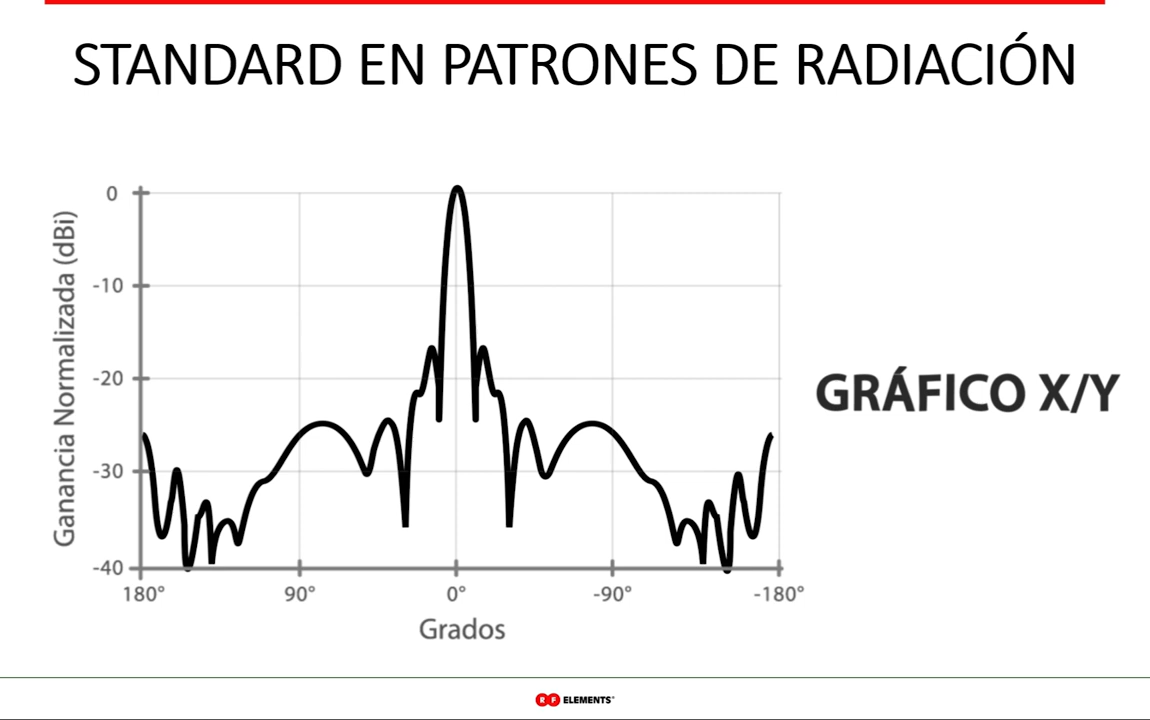 STANDARD EN PATRONES DE RADIACIÓN
Ganancia Normalizada (dBi)
0
-10
-20
-30
-40
180° 90° 0° -90° -180°
Grados
GRÁFICO X/Y
RF ELEMENTS